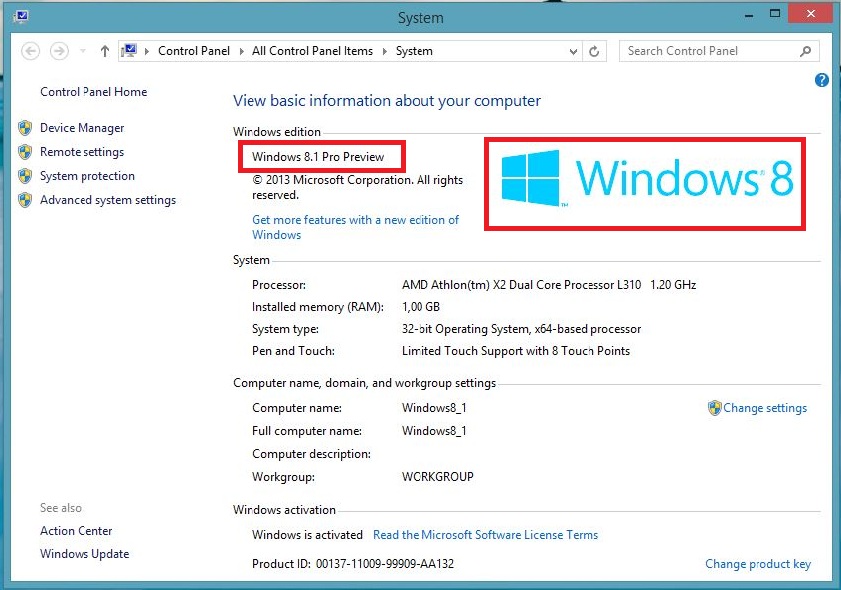 System
Control Panel
All Control Panel Items
System
Search Control Panel
Control Panel Home
Device Manager
Remote settings
System protection
Advanced system settings
See also
Action Center
Windows Update
View basic information about your computer
Windows edition
Windows 8.1 Pro Preview
© 2013 Microsoft Corporation. All rights
reserved.
Get more features with a new edition of
Windows
Windows® 8
™
System
Processor: AMD Athlon(tm) X2 Dual Core Processor L310 1.20 GHz
Installed memory (RAM): 1,00 GB
System type: 32-bit Operating System, x64-based processor
Pen and Touch: Limited Touch Support with 8 Touch Points
Computer name, domain, and workgroup settings
Computer name: Windows8_1
Change settings
Full computer name: Windows8_1
Computer description:
Workgroup: WORKGROUP
Windows activation
Windows is activated Read the Microsoft Software License Terms
Product ID: 00137-11009-99909-AA132
Change product key